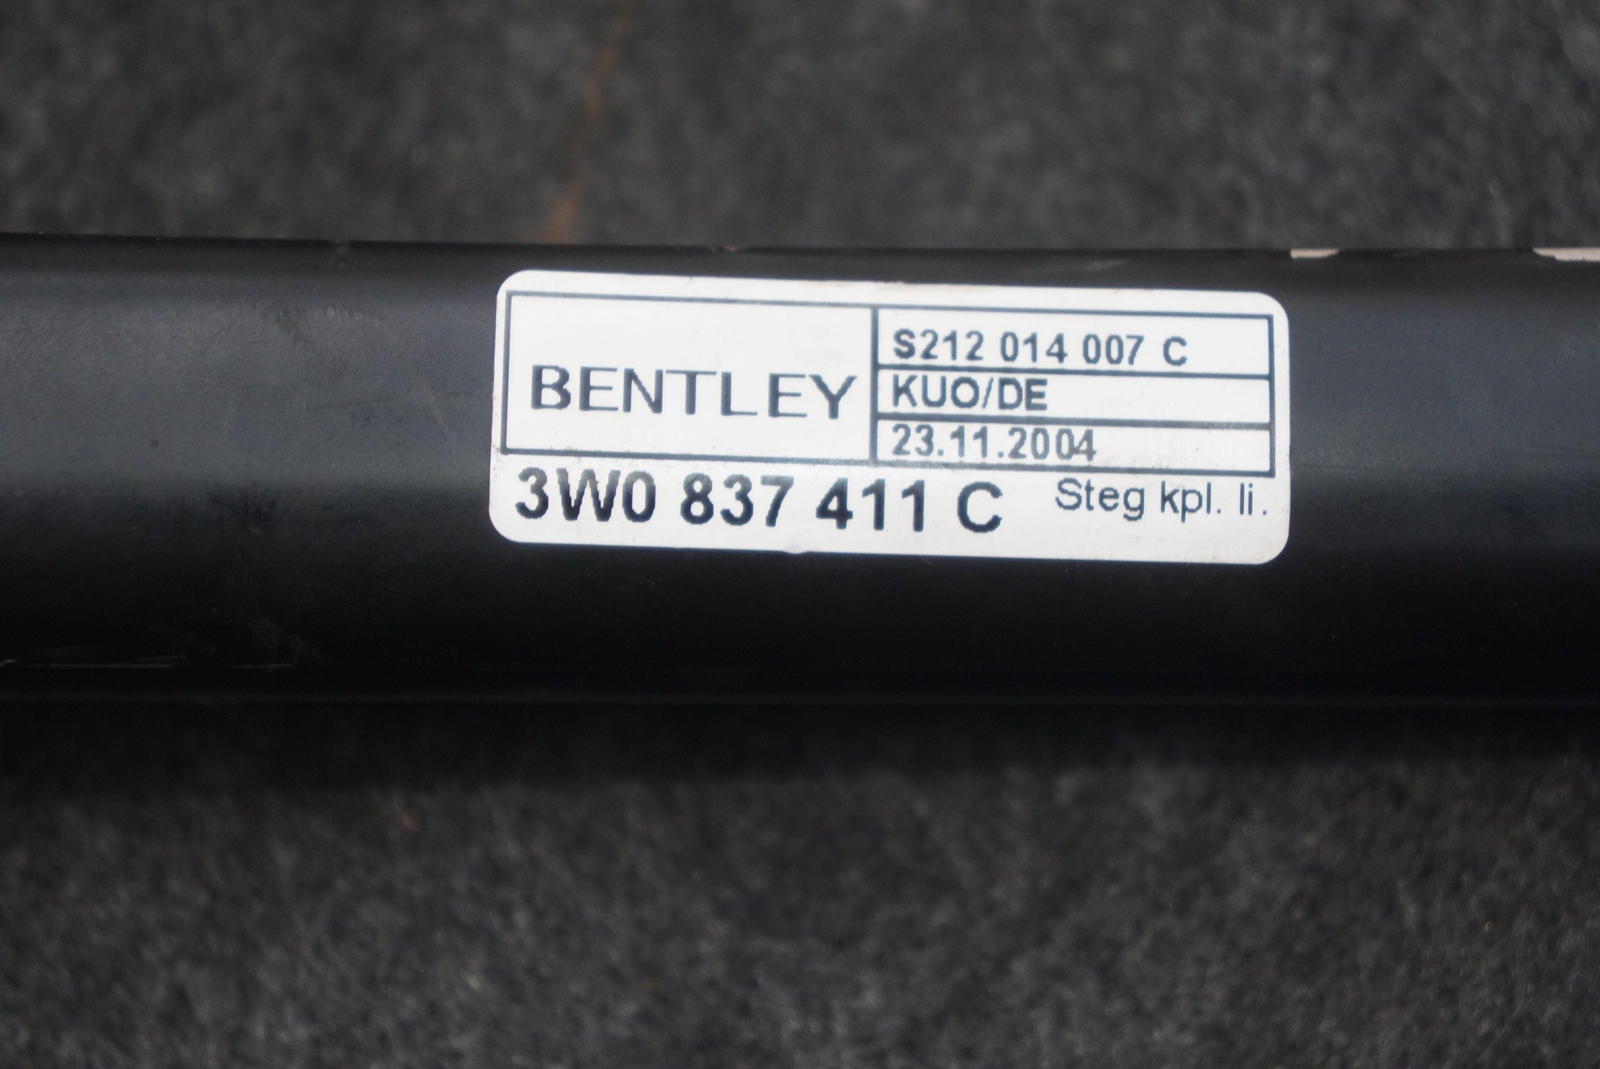 BENTLEY
S212 014 007 C
KUO/DE
23.11.2004
3W0 837 411 C Steg kpl. li.